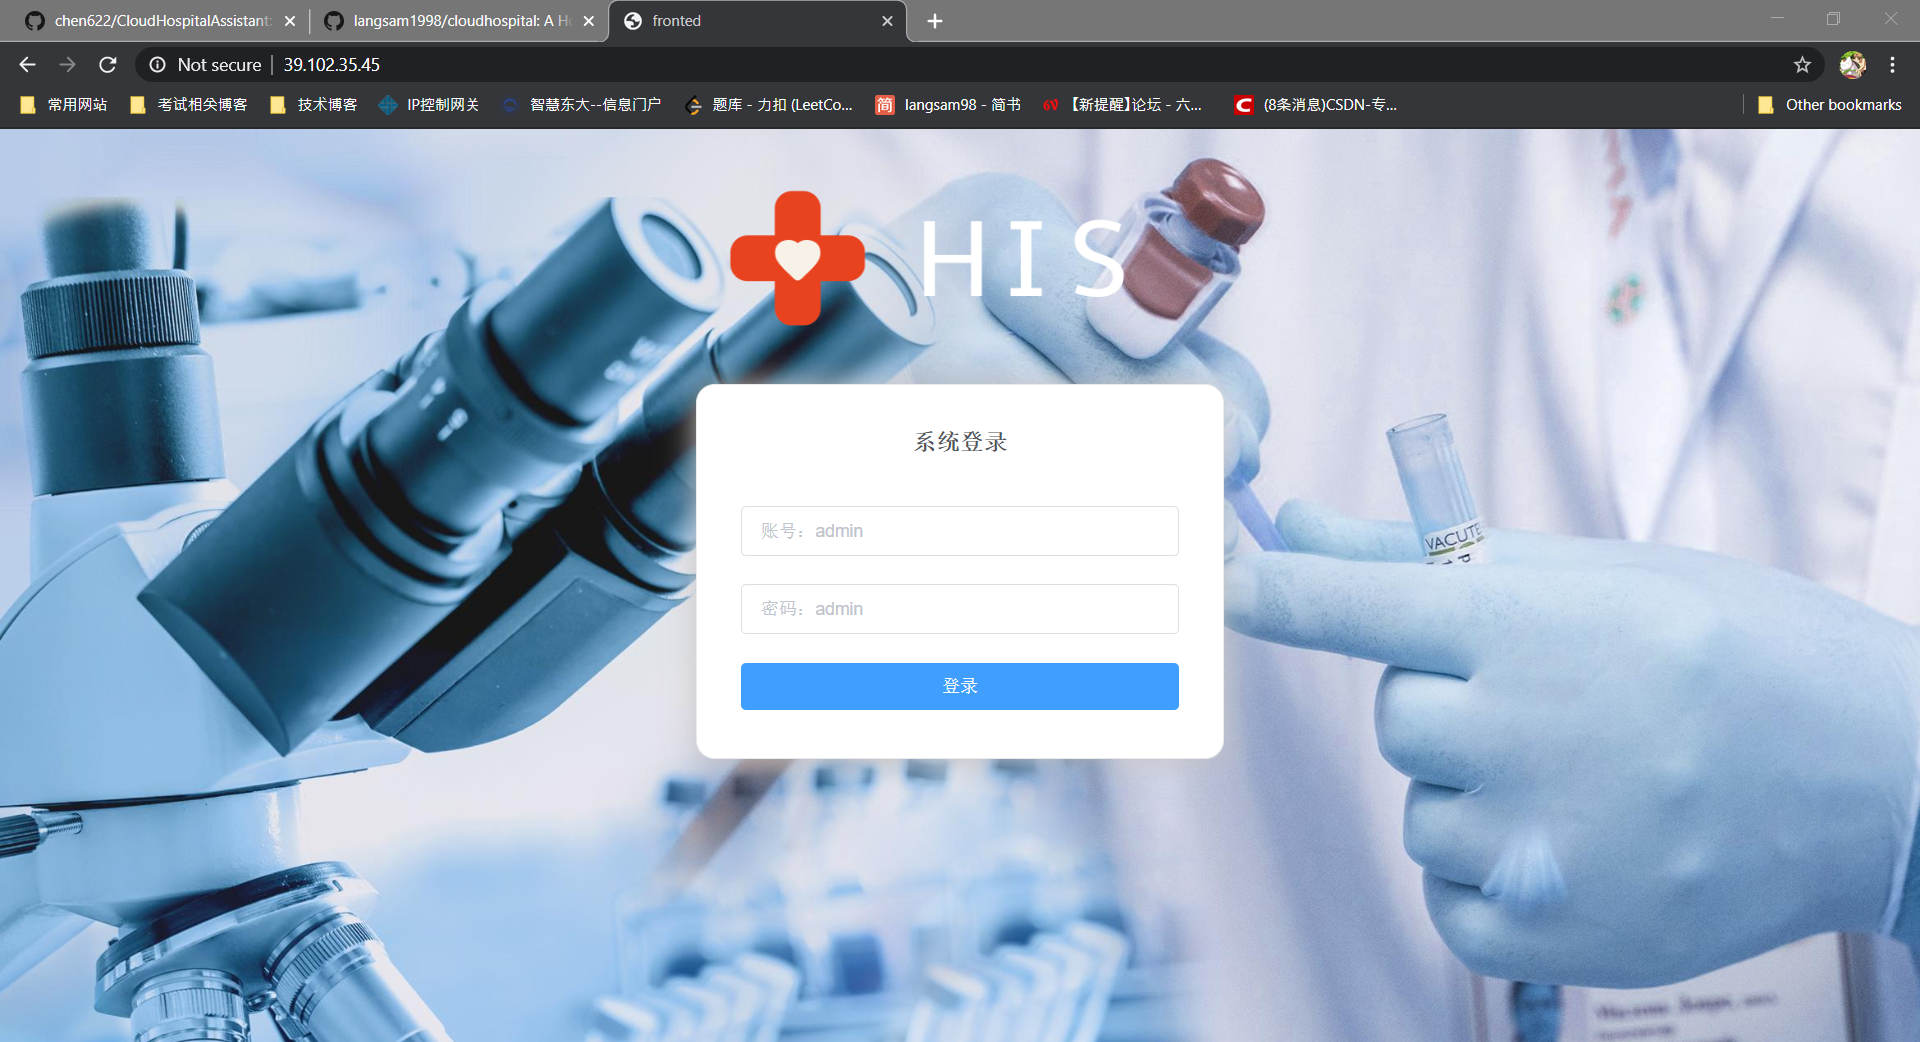 chen622/CloudHospitalAssistant:
langsam1998/cloudhospital: A Ho
fronted
Not secure
39.102.35.45
常用网站
考试相关博客
技术博客
IP控制网关
智慧东大--信息门户
题库 - 力扣 (LeetCo...
简
langsam98 - 简书
6V
【新提醒】论坛 - 六...
C
(8条消息)CSDN-专...
Other bookmarks
HIS
系统登录
账号：admin
密码：admin
登录
VACUTE